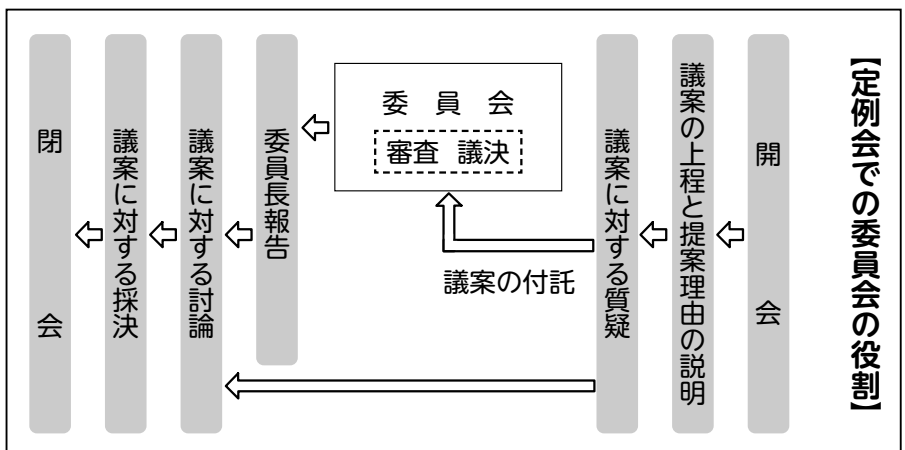 【定例会での委員会の役割】
開会
議案の上程と提案理由の説明
議案に対する質疑
議案の付託
委員会
審査 議決
委員長報告
議案に対する討論
議案に対する採決
閉会